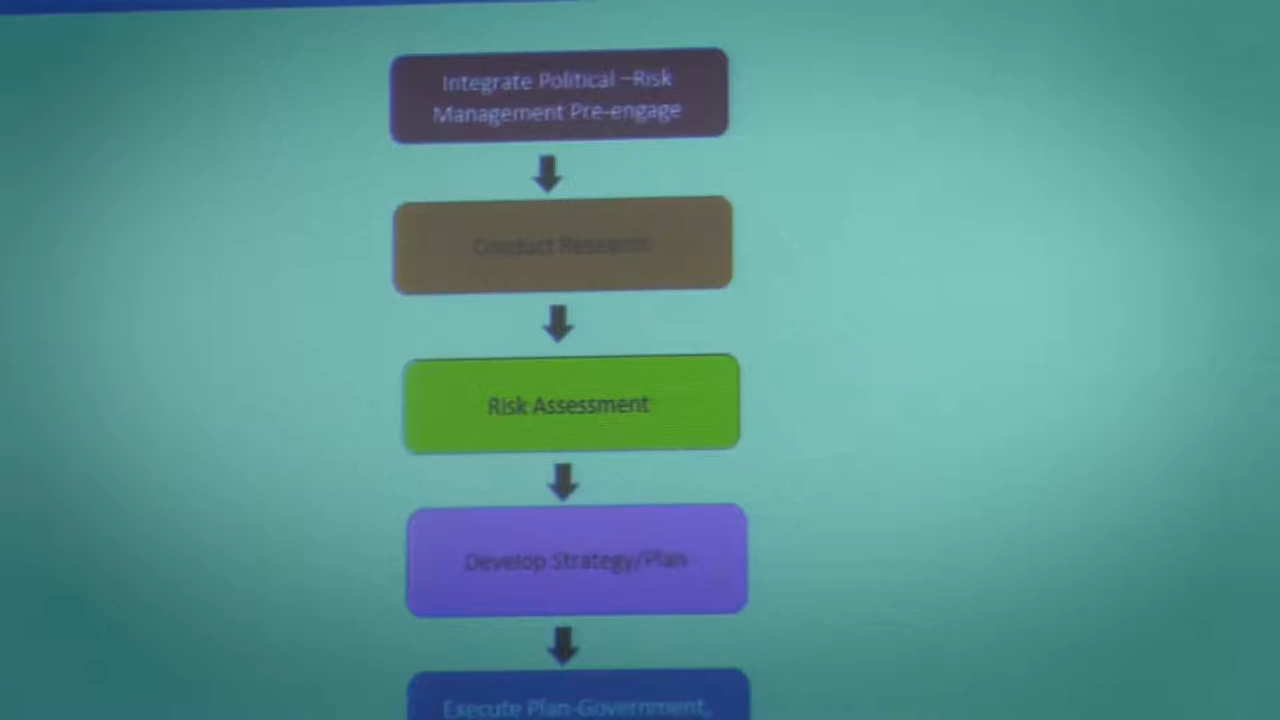 Integrate Political –Risk
Management Pre-engage
Conduct Research
Risk Assessment
Develop Strategy/Plan
Execute Plan-Government,